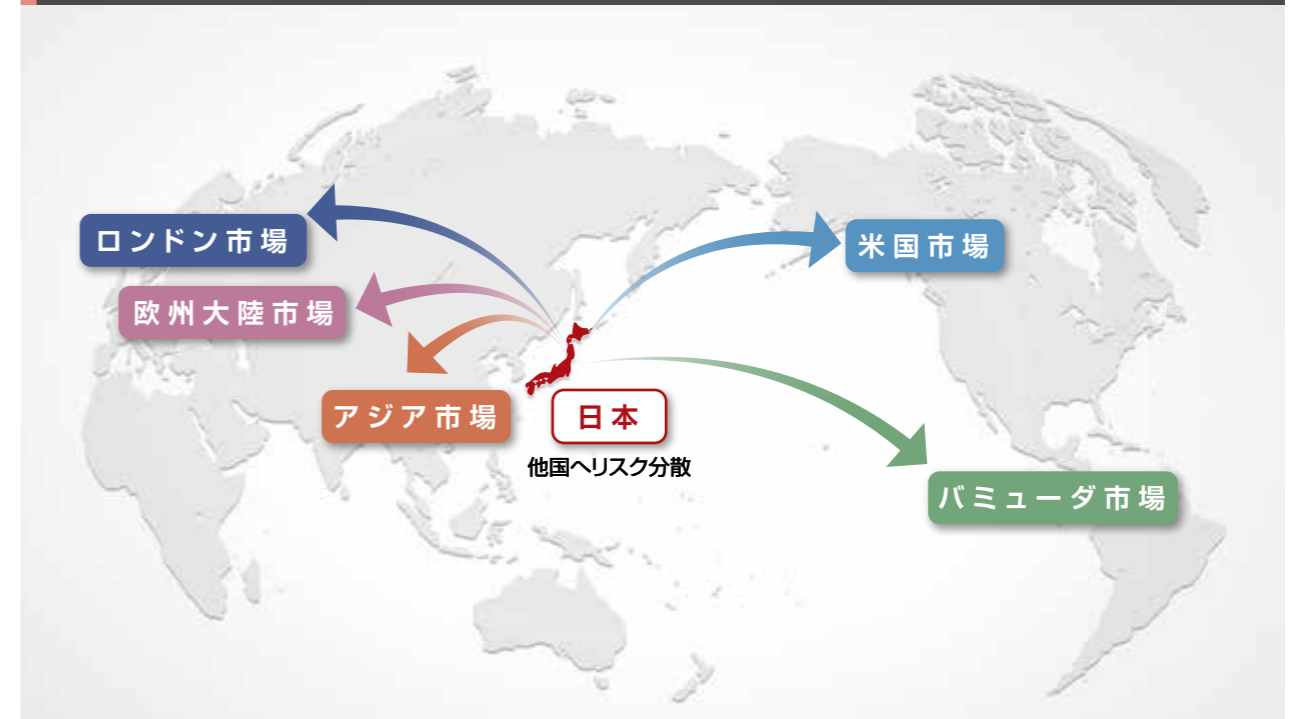 ロンドン市場
米国市場
欧州大陸市場
アジア市場
日本
他国へリスク分散
バミューダ市場